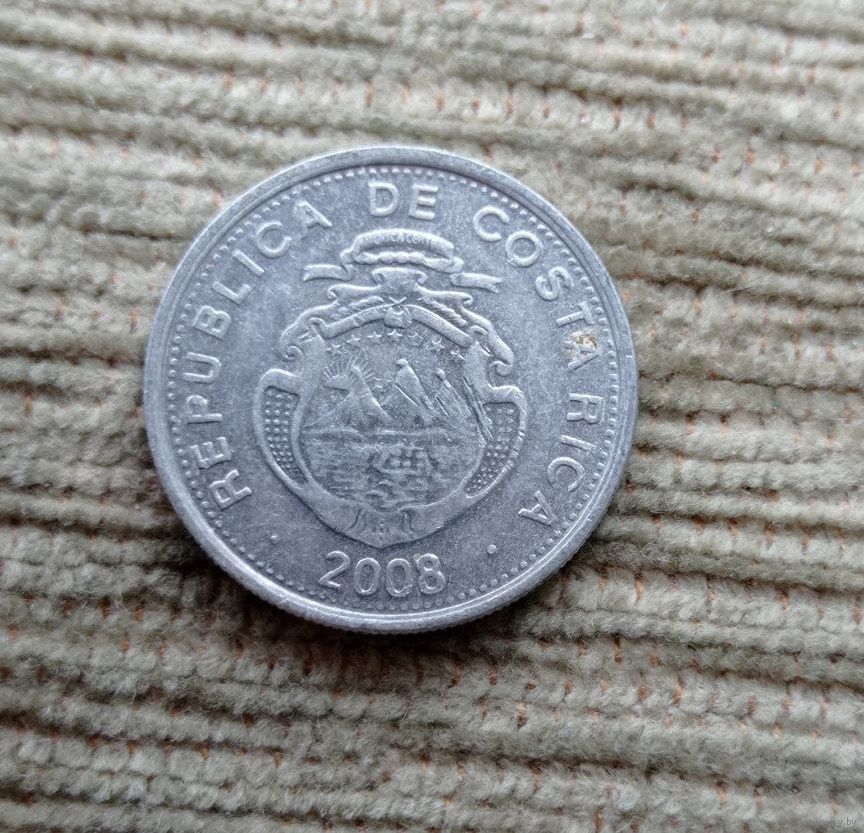 REPUBLICA DE COSTA RICA
2008